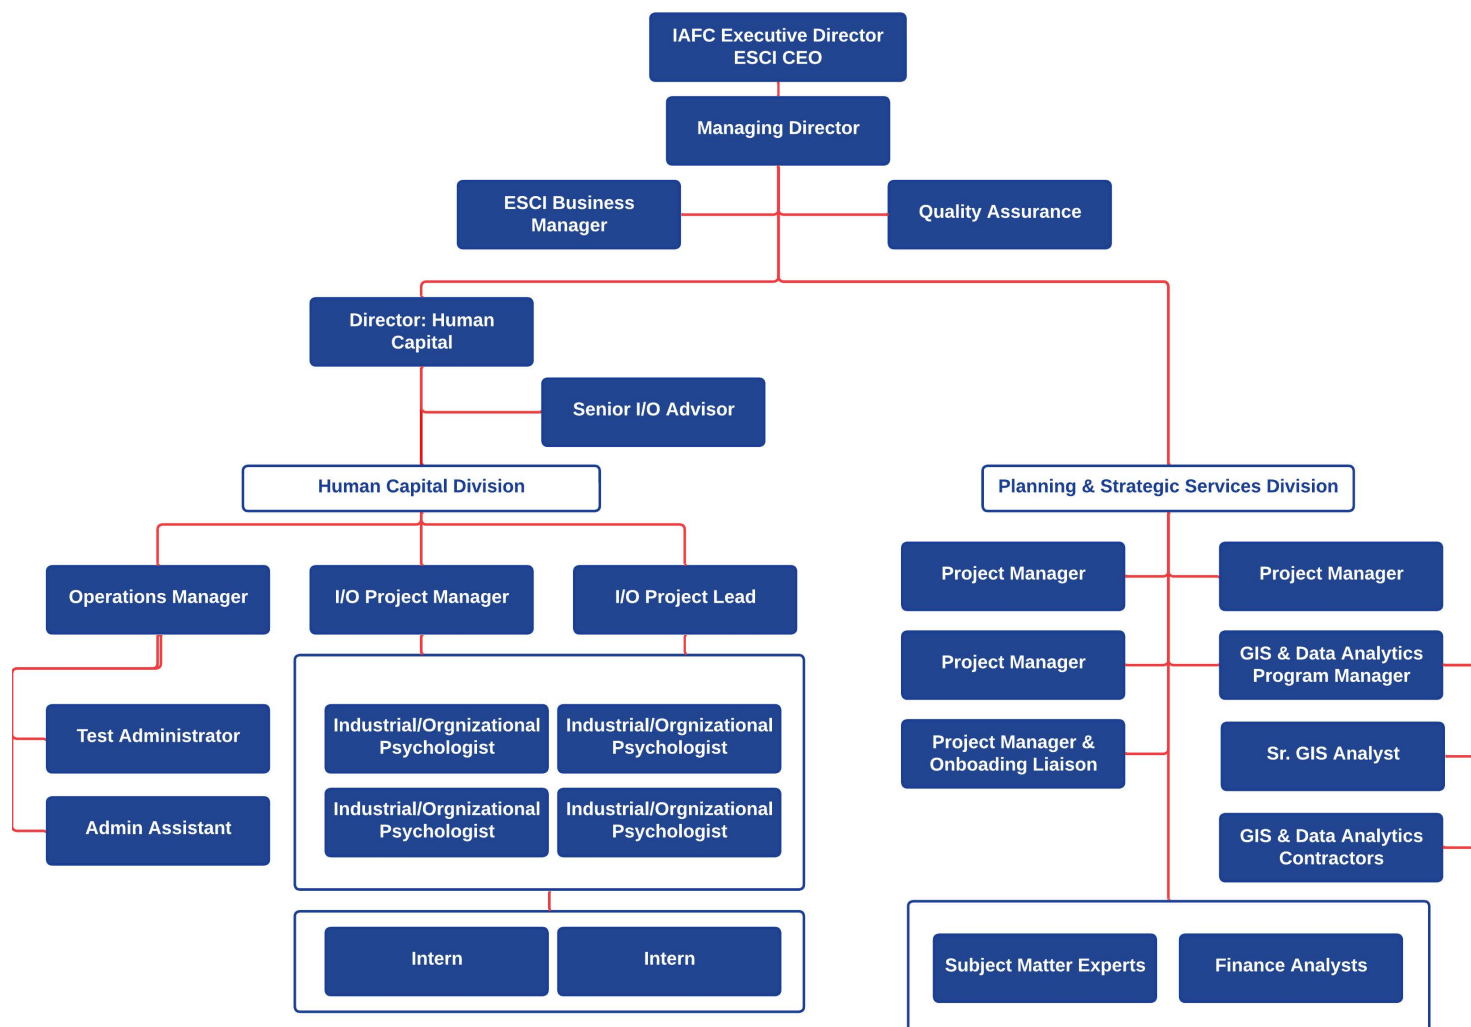 IAFC Executive Director
ESCI CEO
Managing Director
ESCI Business
Manager
Quality Assurance
Director: Human
Capital
Senior I/O Advisor
Human Capital Division
Planning & Strategic Services Division
Operations Manager
I/O Project Manager
I/O Project Lead
Test Administrator
Admin Assistant
Industrial/Orgnizational
Psychologist
Industrial/Orgnizational
Psychologist
Industrial/Orgnizational
Psychologist
Industrial/Orgnizational
Psychologist
Intern
Intern
Project Manager
Project Manager
Project Manager
GIS & Data Analytics
Program Manager
Project Manager &
Onboading Liaison
Sr. GIS Analyst
GIS & Data Analytics
Contractors
Subject Matter Experts
Finance Analysts